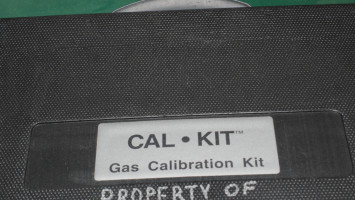 CAL • KIT™
Gas Calibration Kit
PROPERTY OF